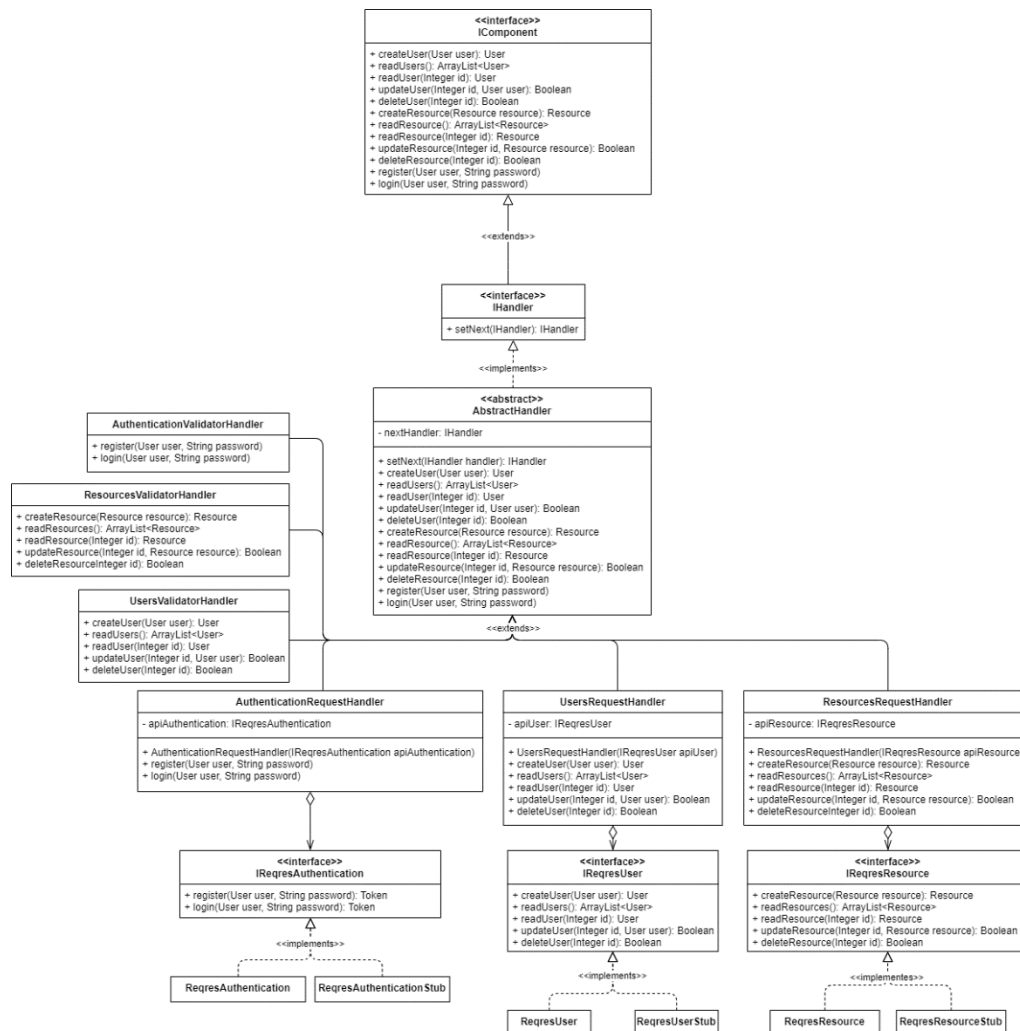 <<interface>>
IComponent
+ createUser(User user): User
+ readUsers(): ArrayList<User>
+ readUser(Integer id): User
+ updateUser(Integer id, User user): Boolean
+ deleteUser(Integer id): Boolean
+ createResource(Resource resource): Resource
+ readResource(): ArrayList<Resource>
+ readResource(Integer id): Resource
+ updateResource(Integer id, Resource resource): Boolean
+ deleteResource(Integer id): Boolean
+ register(User user, String password)
+ login(User user, String password)
<<extends>>
<<interface>>
IHandler
+ setNext(IHandler): IHandler
<<implements>>
<<abstract>>
AbstractHandler
- nextHandler: IHandler
+ setNext(IHandler handler): IHandler
+ createUser(User user): User
+ readUsers(): ArrayList<User>
+ readUser(Integer id): User
+ updateUser(Integer id, User user): Boolean
+ deleteUser(Integer id): Boolean
+ createResource(Resource resource): Resource
+ readResource(): ArrayList<Resource>
+ readResource(Integer id): Resource
+ updateResource(Integer id, Resource resource): Boolean
+ deleteResource(Integer id): Boolean
+ register(User user, String password)
+ login(User user, String password)
<<extends>>
AuthenticationValidatorHandler
+ register(User user, String password)
+ login(User user, String password)
ResourcesValidatorHandler
+ createResource(Resource resource): Resource
+ readResources(): ArrayList<Resource>
+ readResource(Integer id): Resource
+ updateResource(Integer id, Resource resource): Boolean
+ deleteResourceInteger id): Boolean
UsersValidatorHandler
+ createUser(User user): User
+ readUsers(): ArrayList<User>
+ readUser(Integer id): User
+ updateUser(Integer id, User user): Boolean
+ deleteUser(Integer id): Boolean
AuthenticationRequestHandler
- apiAuthentication: IReqresAuthentication
+ AuthenticationRequestHandler(IReqresAuthentication apiAuthentication)
+ register(User user, String password)
+ login(User user, String password)
UsersRequestHandler
- apiUser: IReqresUser
+ UsersRequestHandler(IReqresUser apiUser)
+ createUser(User user): User
+ readUsers(): ArrayList<User>
+ readUser(Integer id): User
+ updateUser(Integer id, User user): Boolean
+ deleteUser(Integer id): Boolean
ResourcesRequestHandler
- apiResource: IReqresResource
+ ResourcesRequestHandler(IReqresResource apiResource
+ createResource(Resource resource): Resource
+ readResources(): ArrayList<Resource>
+ readResource(Integer id): Resource
+ updateResource(Integer id, Resource resource): Boolean
+ deleteResourceInteger id): Boolean
<<interface>>
IReqresAuthentication
+ register(User user, String password): Token
+ login(User user, String password): Token
<<implements>>
ReqresAuthentication
ReqresAuthenticationStub
<<interface>>
IReqresUser
+ createUser(User user): User
+ readUsers(): ArrayList<User>
+ readUser(Integer id): User
+ updateUser(Integer id, User user): Boolean
+ deleteUser(Integer id): Boolean
<<implements>>
ReqresUser
ReqresUserStub
<<interface>>
IReqresResource
+ createResource(Resource resource): Resource
+ readResources(): ArrayList<Resource>
+ readResource(Integer id): Resource
+ updateResource(Integer id, Resource resource): Boolean
+ deleteResource(Integer id): Boolean
<<implementes>>
ReqresResource
ReqresResourceStub